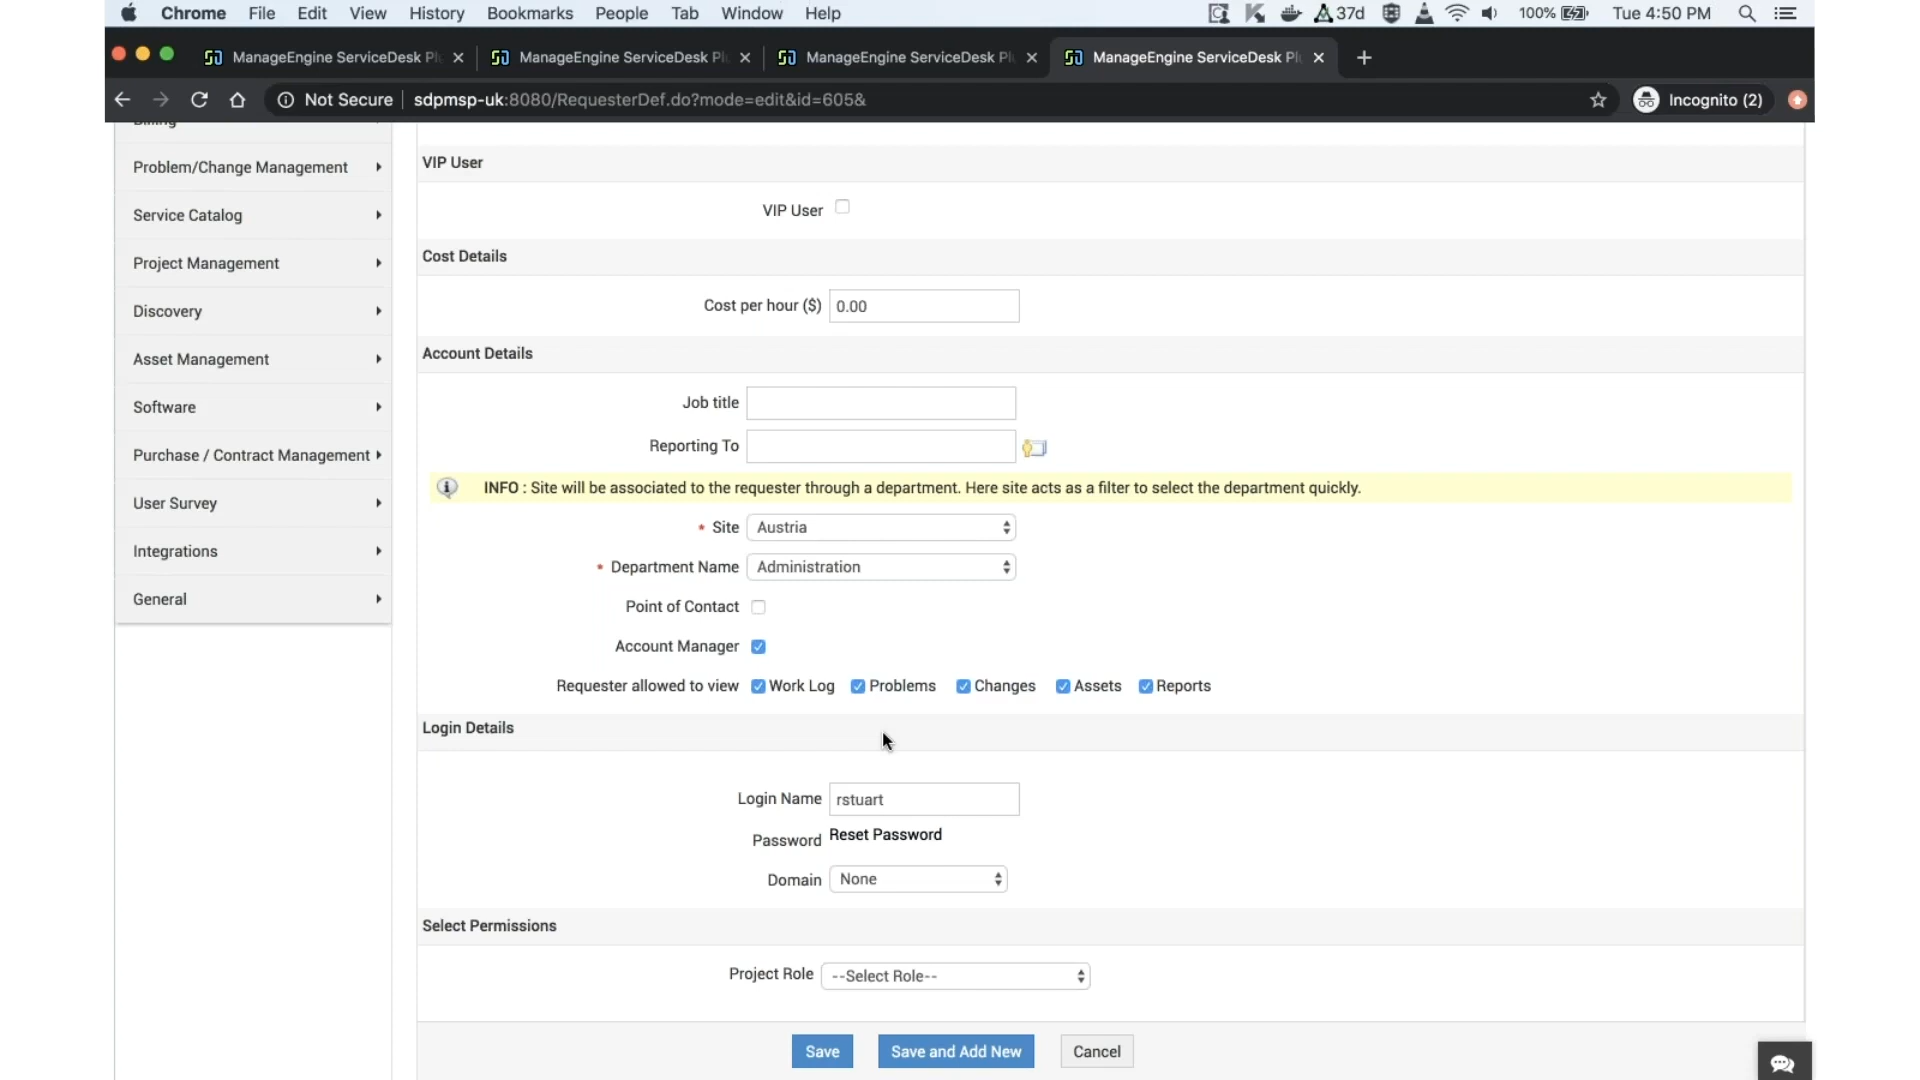 Chrome File Edit View History Bookmarks People Tab Window Help 37d 100% Tue 4:50 PM
ManageEngine ServiceDesk Pl ManageEngine ServiceDesk Pl ManageEngine ServiceDesk Pl ManageEngine ServiceDesk Pl
Not Secure sdpmsp-uk:8080/RequesterDef.do?mode=edit&id=605& Incognito (2)
Billing
Problem/Change Management
Service Catalog
Project Management
Discovery
Asset Management
Software
Purchase / Contract Management
User Survey
Integrations
General
VIP User
VIP User
Cost Details
Cost per hour ($) 0.00
Account Details
Job title
Reporting To
INFO : Site will be associated to the requester through a department. Here site acts as a filter to select the department quickly.
* Site Austria
* Department Name Administration
Point of Contact
Account Manager
Requester allowed to view Work Log Problems Changes Assets Reports
Login Details
Login Name rstuart
Password Reset Password
Domain None
Select Permissions
Project Role --Select Role--
Save Save and Add New Cancel